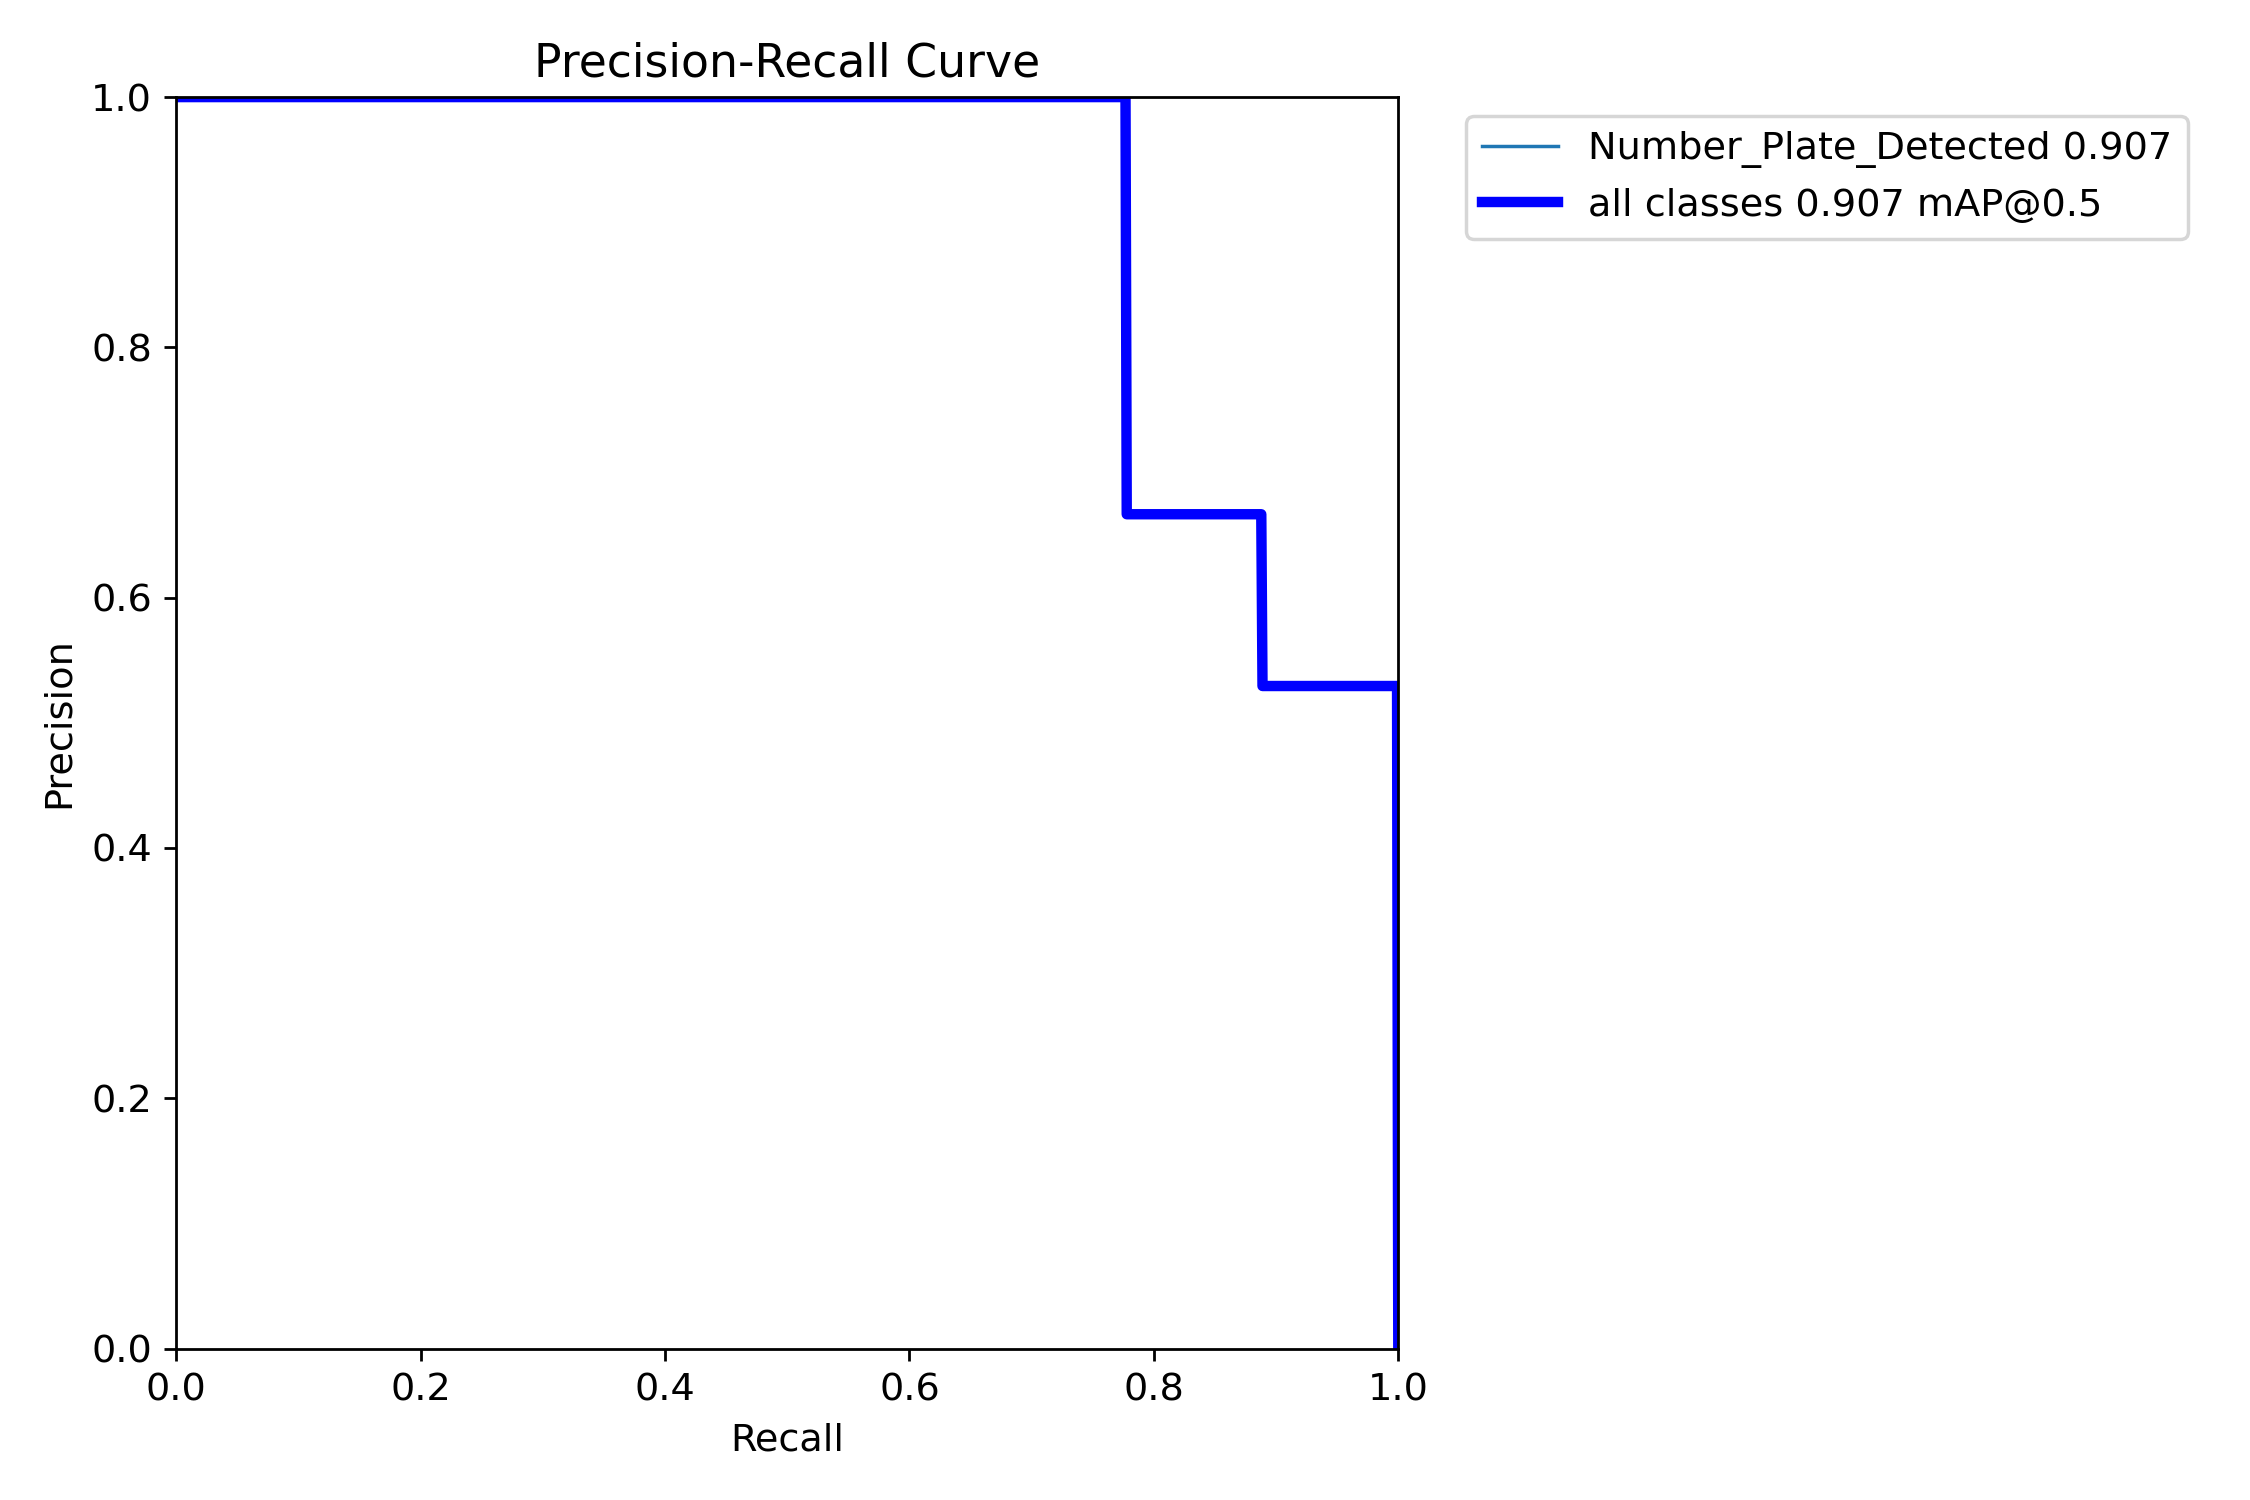 Precision-Recall Curve
1.0
0.8
0.6
0.4
0.2
0.0
Precision
0.0 0.2 0.4 0.6 0.8 1.0
Recall
Number_Plate_Detected 0.907
all classes 0.907 mAP@0.5